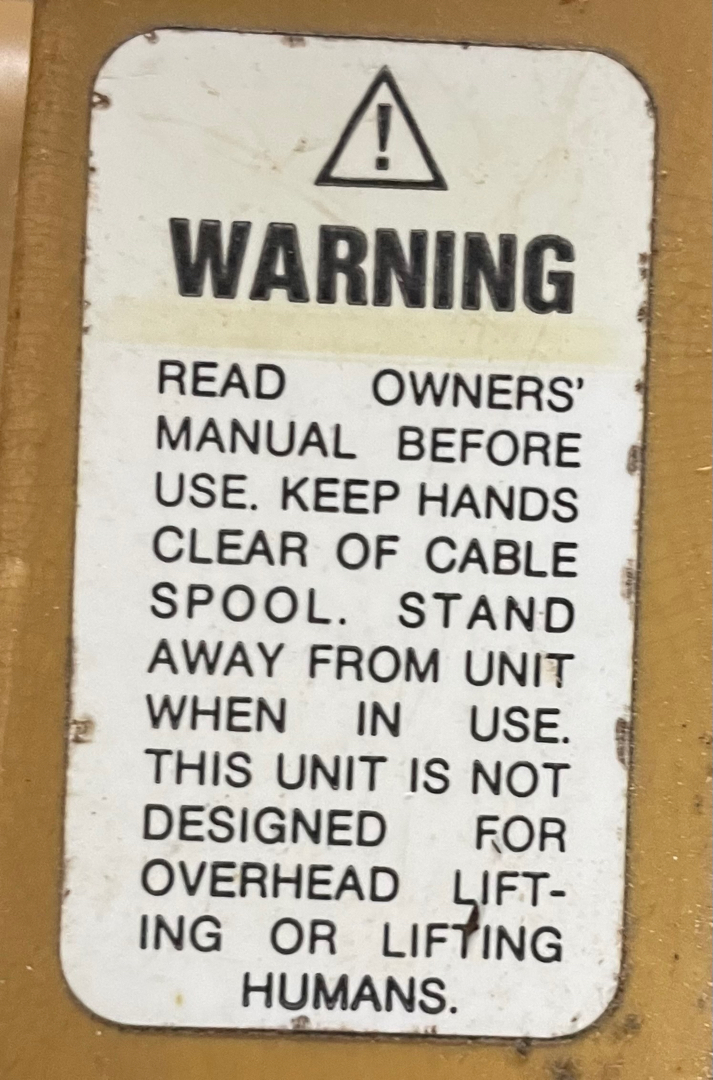 !
WARNING
READ OWNERS'
MANUAL BEFORE
USE. KEEP HANDS
CLEAR OF CABLE
SPOOL. STAND
AWAY FROM UNIT
WHEN IN USE.
THIS UNIT IS NOT
DESIGNED FOR
OVERHEAD LIFT-
ING OR LIFTING
HUMANS.